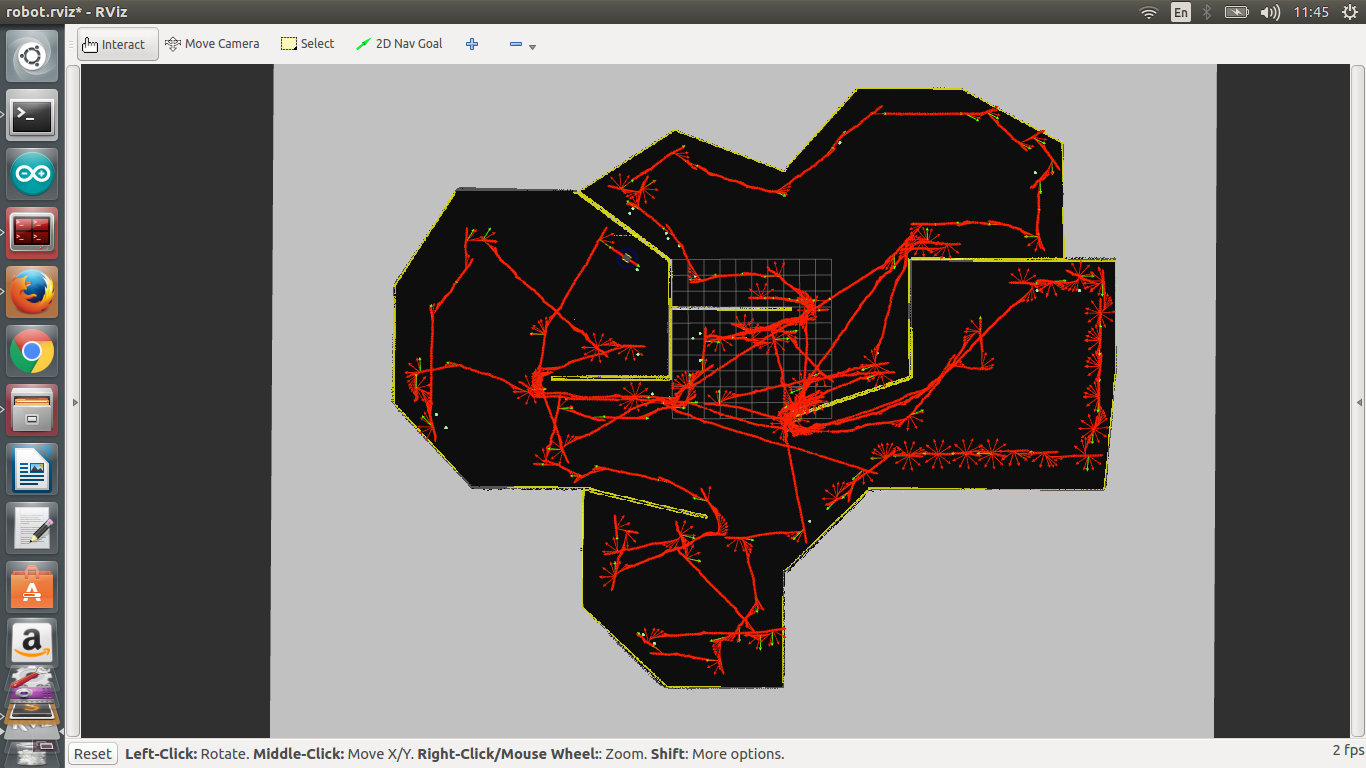 robot.rviz* - RViz
En
11:45
Interact
Move Camera
Select
2D Nav Goal
Reset
Left-Click: Rotate. Middle-Click: Move X/Y. Right-Click/Mouse Wheel:: Zoom. Shift: More options.
2 fps